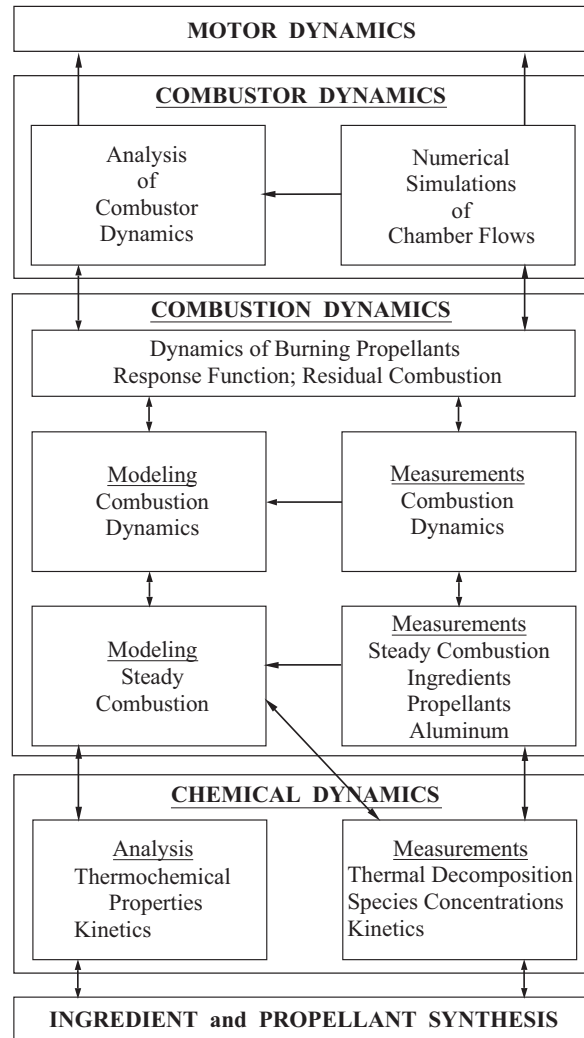 MOTOR DYNAMICS
COMBUSTOR DYNAMICS
Analysis
of
Combustor
Dynamics
Numerical
Simulations
of
Chamber Flows
COMBUSTION DYNAMICS
Dynamics of Burning Propellants
Response Function; Residual Combustion
Modeling
Combustion
Dynamics
Measurements
Combustion
Dynamics
Modeling
Steady
Combustion
Measurements
Steady Combustion
Ingredients
Propellants
Aluminum
CHEMICAL DYNAMICS
Analysis
Thermochemical
Properties
Kinetics
Measurements
Thermal Decomposition
Species Concentrations
Kinetics
INGREDIENT and PROPELLANT SYNTHESIS